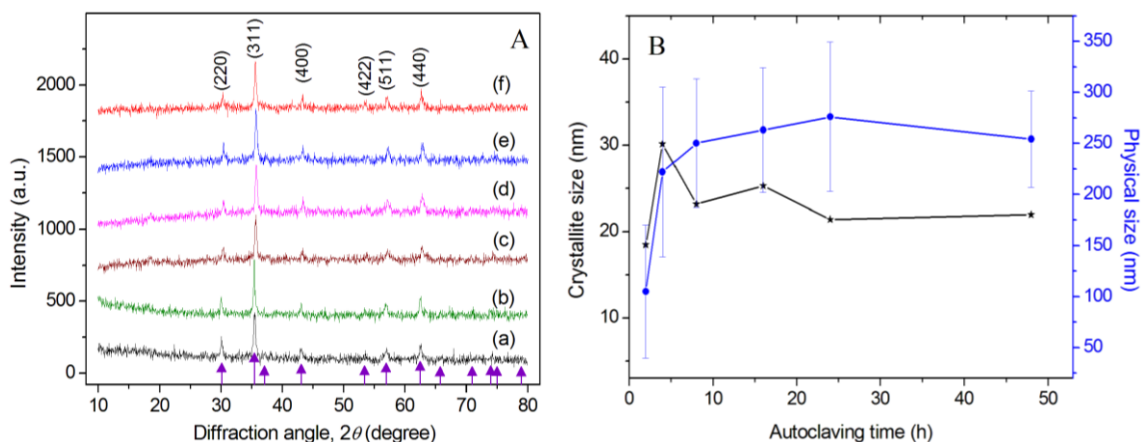 A
(220)
(311)
(400)
(422)
(511)
(440)
(f)
(e)
(d)
(c)
(b)
(a)
2000
1500
1000
500
0
10 20 30 40 50 60 70 80
Intensity (a.u.)
Diffraction angle, 2θ (degree)
B
40
30
20
10
0 10 20 30 40 50
350
300
250
200
150
100
50
Crystallite size (nm)
Autoclaving time (h)
Physical size (nm)